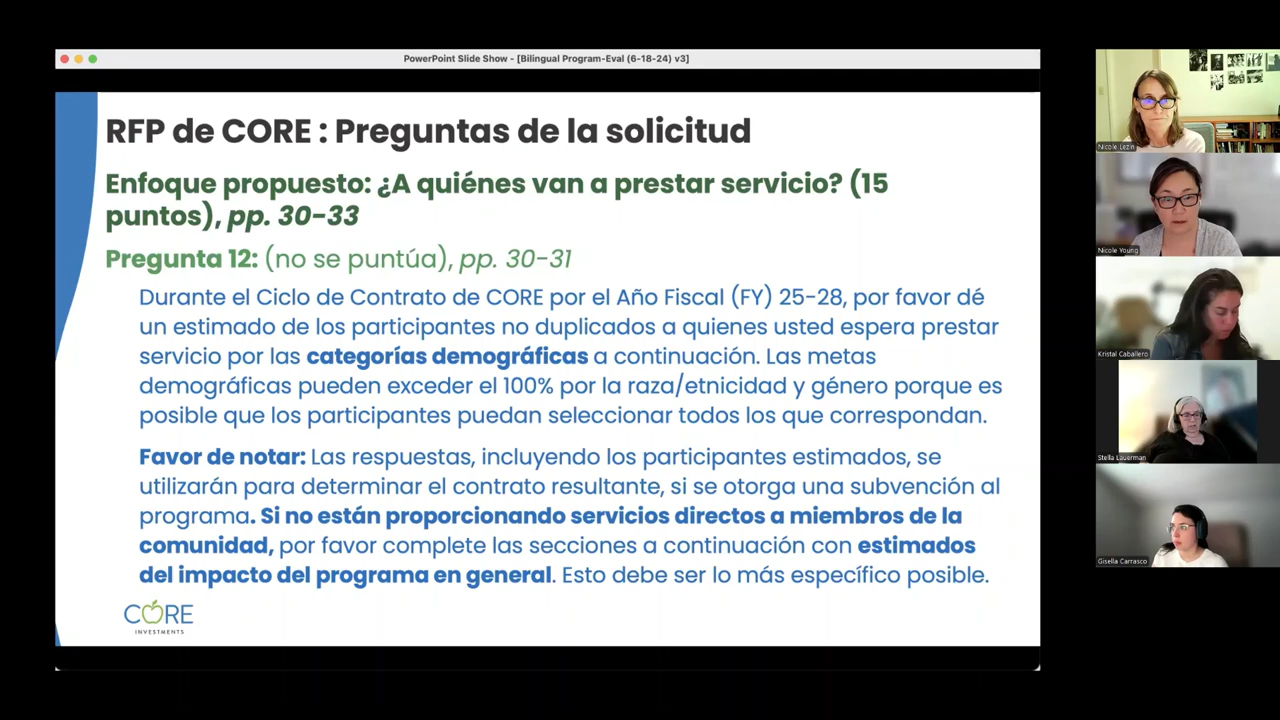 PowerPoint Slide Show - [Bilingual Program-Eval (6-18-24) v3]
RFP de CORE : Preguntas de la solicitud
Enfoque propuesto: ¿A quiénes van a prestar servicio? (15
puntos), pp. 30-33
Pregunta 12: (no se puntúa), pp. 30-31
Durante el Ciclo de Contrato de CORE por el Año Fiscal (FY) 25-28, por favor dé
un estimado de los participantes no duplicados a quienes usted espera prestar
servicio por las categorías demográficas a continuación. Las metas
demográficas pueden exceder el 100% por la raza/etnicidad y género porque es
posible que los participantes puedan seleccionar todos los que correspondan.
Favor de notar: Las respuestas, incluyendo los participantes estimados, se
utilizarán para determinar el contrato resultante, si se otorga una subvención al
programa. Si no están proporcionando servicios directos a miembros de la
comunidad, por favor complete las secciones a continuación con estimados
del impacto del programa en general. Esto debe ser lo más específico posible.
CORE
INVESTMENTS
Nicole Lezin
Nicole Young
Kristal Caballero
Stella Lauerman
Gisella Carrasco